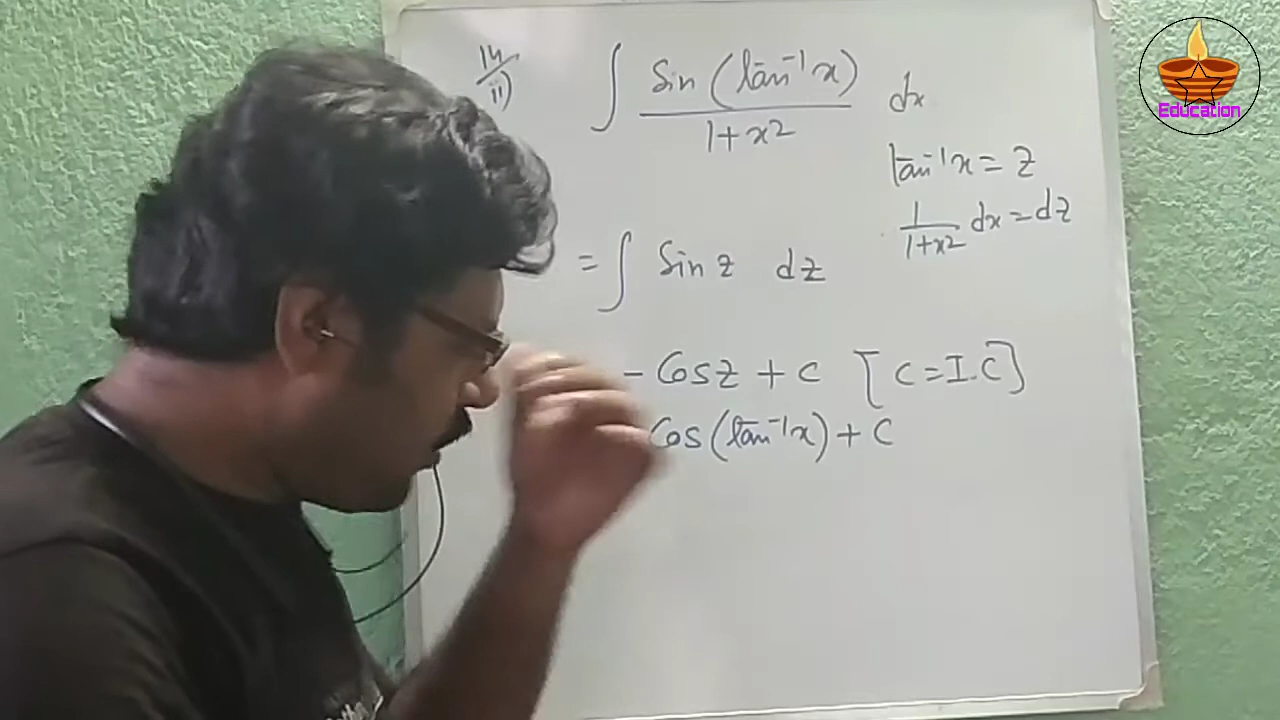 14/ii)
∫ Sin (tan⁻¹x) / 1+x² dx
tan⁻¹x = z
1/1+x² dx = dz
= ∫ Sin z dz
- Cos z + c [c = I.C]
Cos (tan⁻¹x) + c
Education